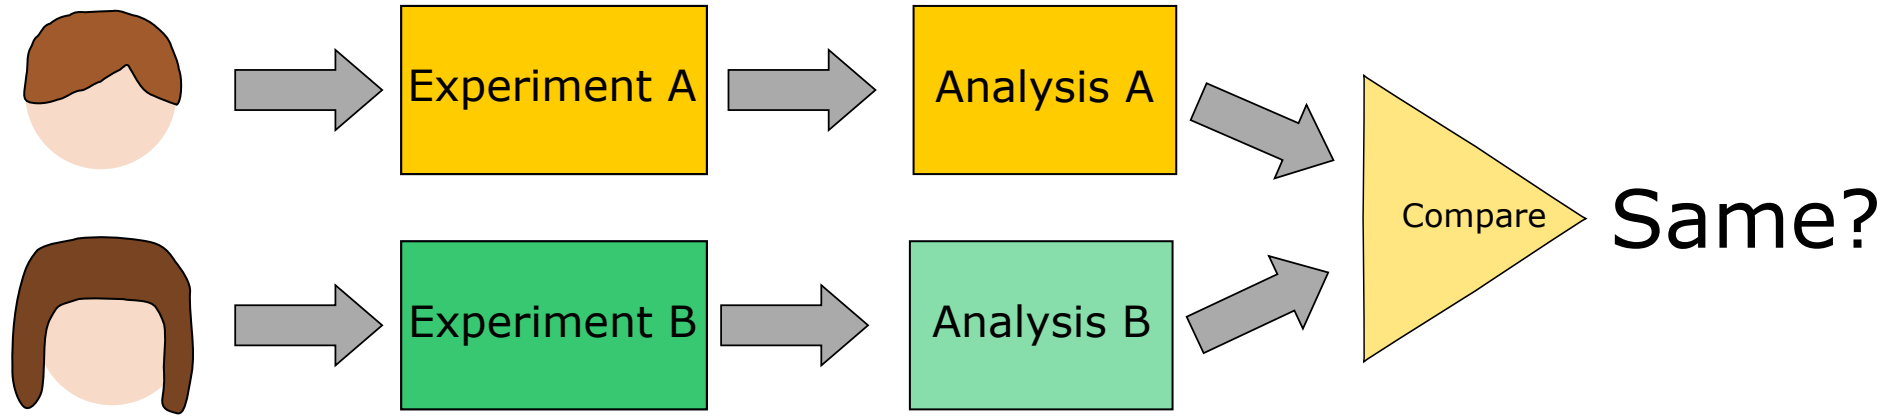 Experiment A
Analysis A
Compare
Same?
Experiment B
Analysis B